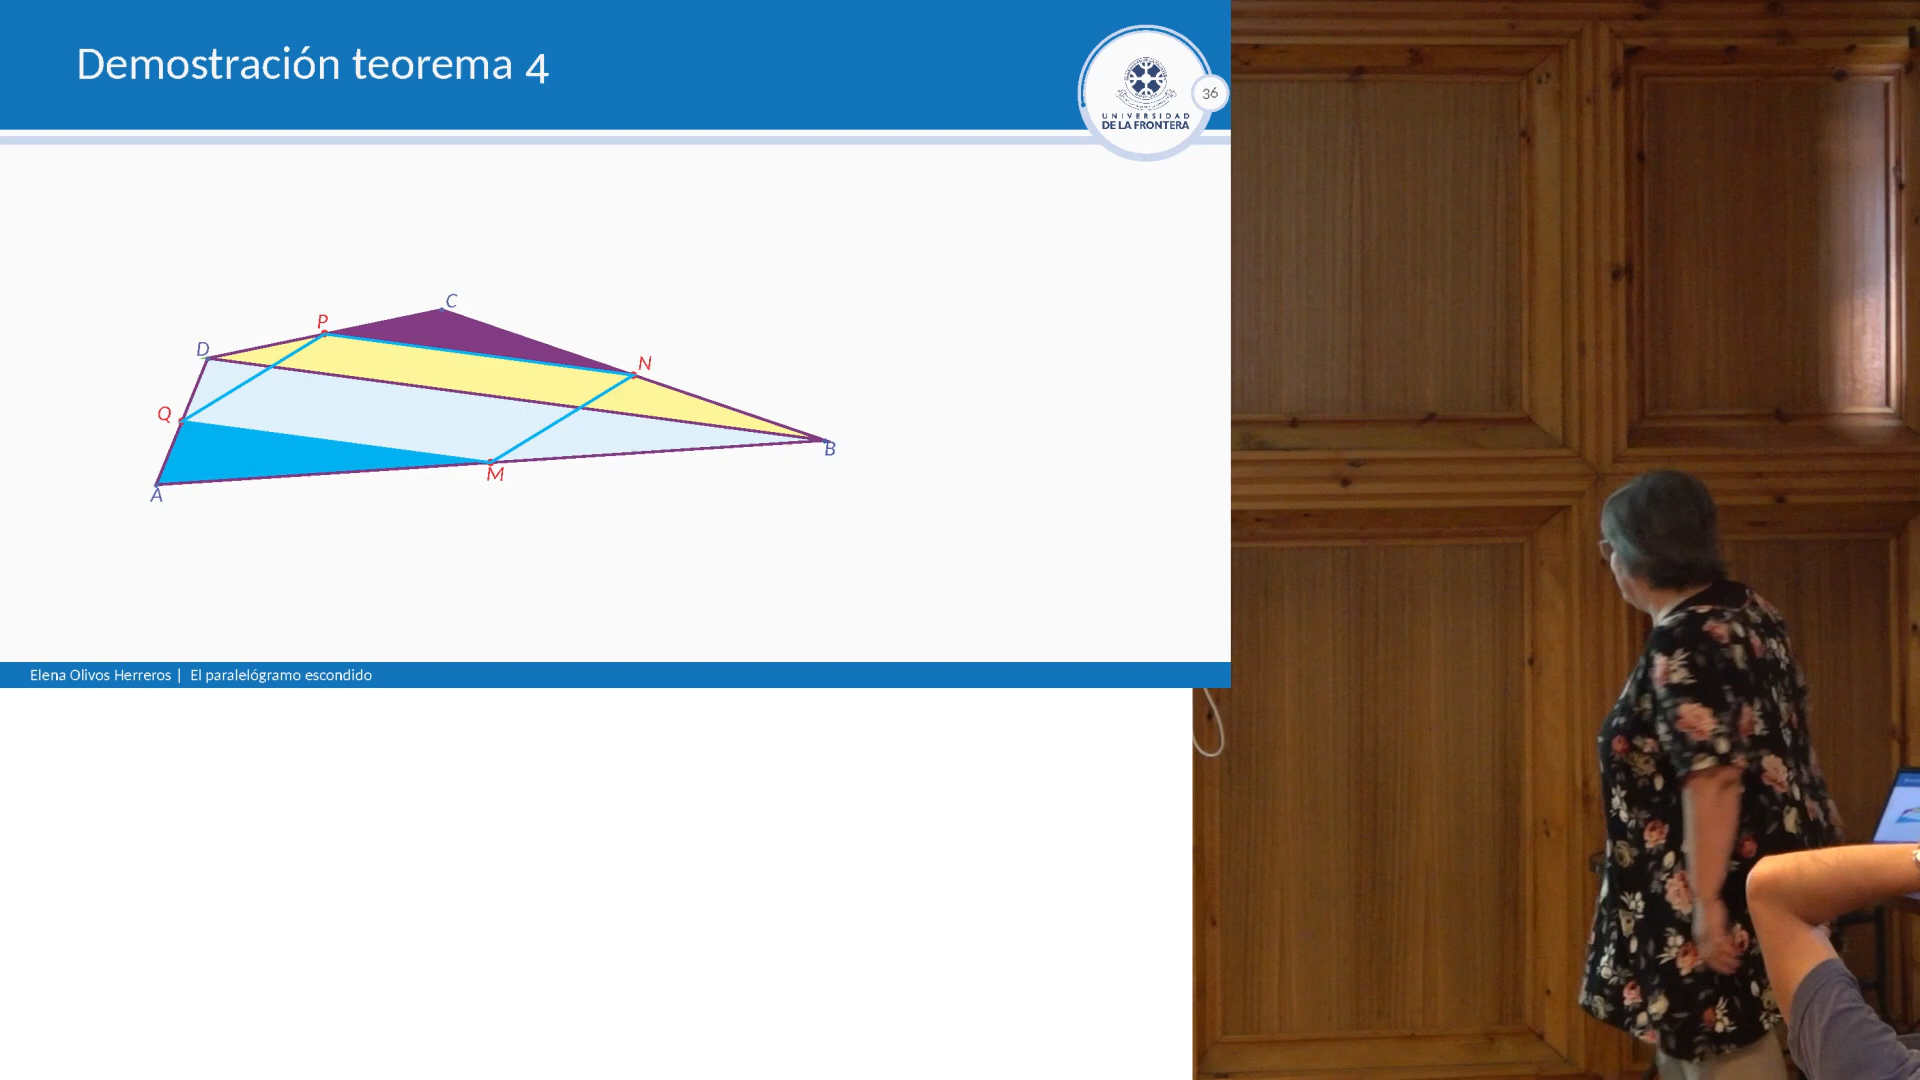 Demostración teorema 4
36
UNIVERSIDAD
DE LA FRONTERA
C
P
D
N
Q
B
M
A
Elena Olivos Herreros | El paralelógramo escondido